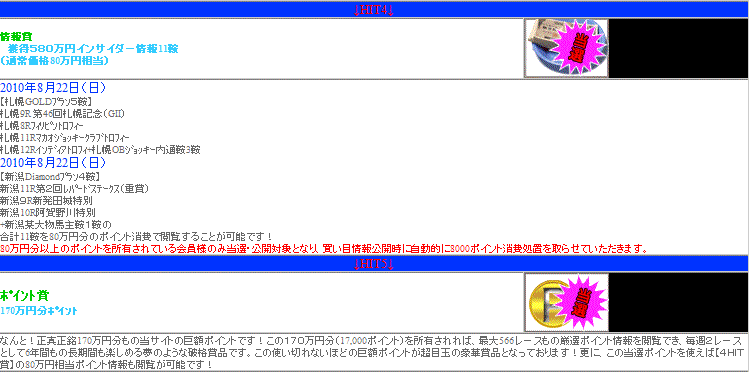 ↓HIT4↓
情報賞
獲得580万円インサイダー情報11鞍
(通常価格80万円相当)
当選
2010年8月22日(日)
【札幌GOLDプラン5鞍】
札幌9R 第46回札幌記念(GII)
札幌8Rフィリピントロフィー
札幌11Rマカオジョッキークラブトロフィー
札幌12Rインディアトロフィー+札幌OBジョッキー内通鞍3鞍
2010年8月22日(日)
【新潟Diamondプラン4鞍】
新潟11R第2回レパードステークス(重賞)
新潟9R新発田城特別
新潟10R阿賀野川特別
+新潟某大物馬主鞍1鞍の
合計11鞍を80万円分のポイント消費で閲覧することが可能です!
80万円分以上のポイントを所有されている会員様のみ当選・公開対象となり、買い目情報公開時に自動的に8000ポイント消費処置を取らせていただきます。
↓HIT5↓
ポイント賞
170万円分ポイント
当選
なんと!正真正銘170万円分もの当サイトの巨額ポイントです!この170万円分(17,000ポイント)を所有されれば、最大566レースもの厳選ポイント情報を閲覧でき、毎週2レース
として6年間もの長期間も楽しめる夢のような破格賞品です。この使い切れないほどの巨額ポイントが超目玉の豪華賞品となっております!更に、この当選ポイントを使えば【4HIT
賞】の80万円相当ポイント情報も閲覧が可能です!